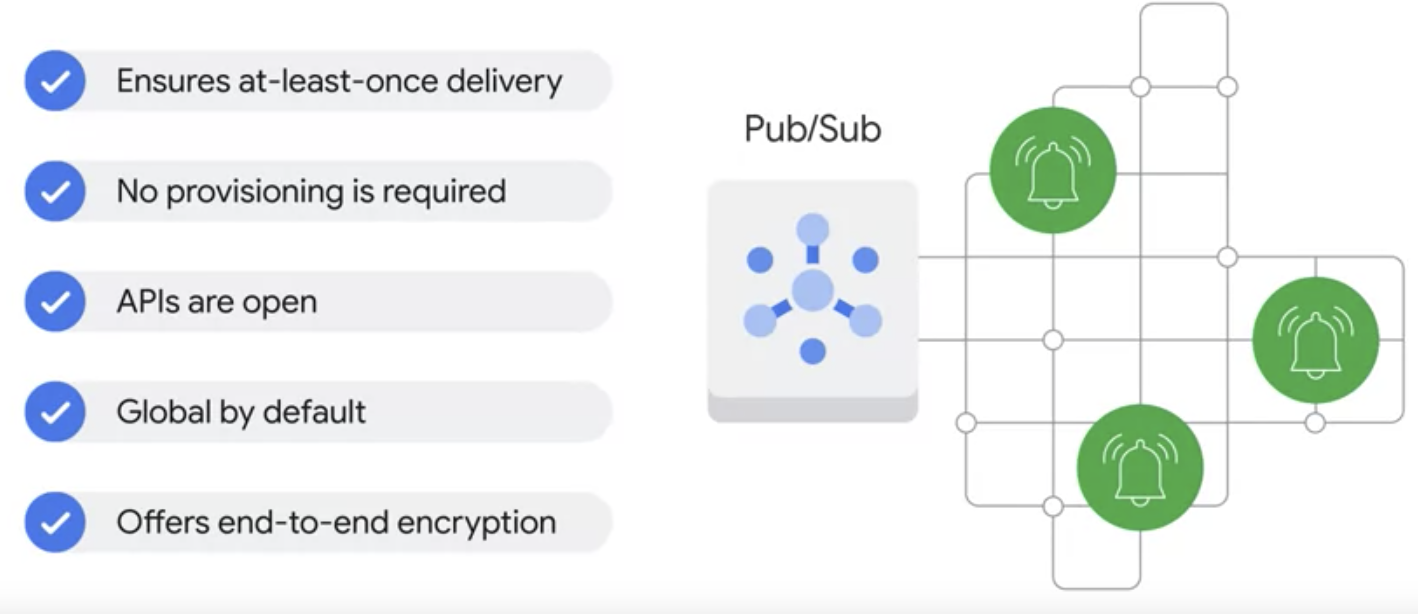 Ensures at-least-once delivery
No provisioning is required
APIs are open
Global by default
Offers end-to-end encryption
Pub/Sub